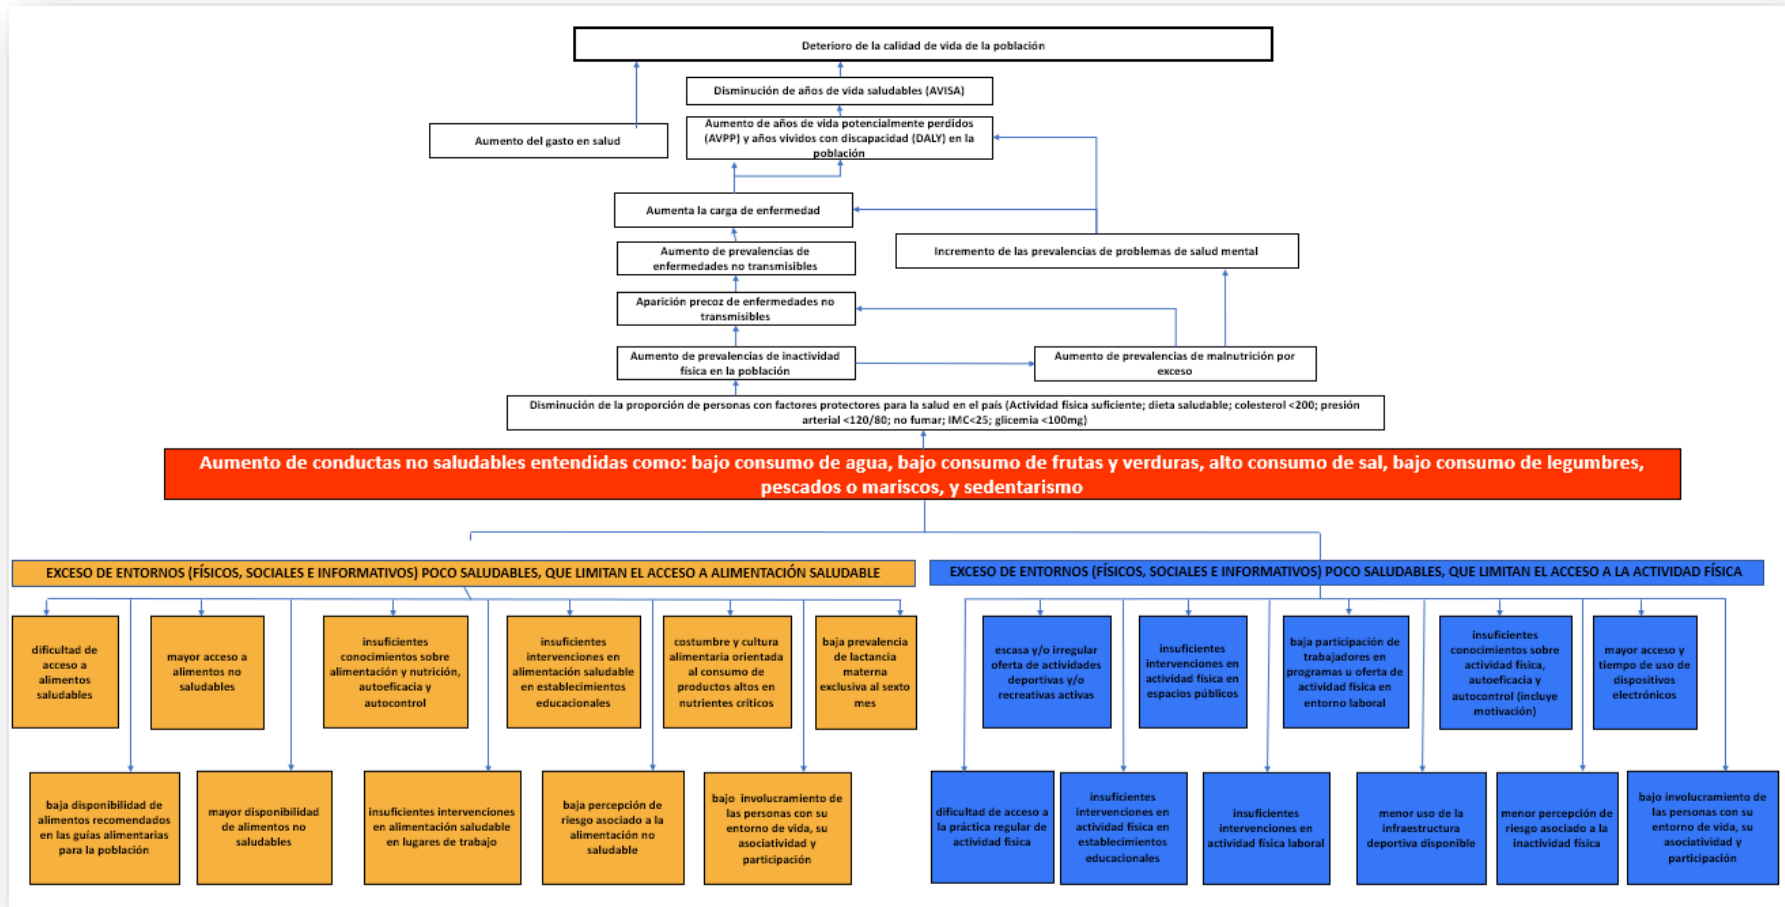 Deterioro de la calidad de vida de la población
Disminución de años de vida saludables (AVISA)
Aumento del gasto en salud
Aumento de años de vida potencialmente perdidos
(AVPP) y años vividos con discapacidad (DALY) en la
población
Aumenta la carga de enfermedad
Aumento de prevalencias de
enfermedades no transmisibles
Incremento de las prevalencias de problemas de salud mental
Aparición precoz de enfermedades no
transmisibles
Aumento de prevalencias de inactividad
física en la población
Aumento de prevalencias de malnutrición por
exceso
Disminución de la proporción de personas con factores protectores para la salud en el país (Actividad física suficiente; dieta saludable; colesterol <200; presión
arterial <120/80; no fumar; IMC<25; glicemia <100mg)
Aumento de conductas no saludables entendidas como: bajo consumo de agua, bajo consumo de frutas y verduras, alto consumo de sal, bajo consumo de legumbres,
pescados o mariscos, y sedentarismo
EXCESO DE ENTORNOS (FÍSICOS, SOCIALES E INFORMATIVOS) POCO SALUDABLES, QUE LIMITAN EL ACCESO A ALIMENTACIÓN SALUDABLE
dificultad de
acceso a
alimentos
saludables
mayor acceso a
alimentos no
saludables
insuficientes
conocimientos sobre
alimentación y nutrición,
autoeficacia y
autocontrol
insuficientes
intervenciones en
alimentación saludable
en establecimientos
educacionales
costumbre y cultura
alimentaria orientada
al consumo de
productos altos en
nutrientes críticos
baja prevalencia
de lactancia
materna
exclusiva al sexto
mes
baja disponibilidad de
alimentos recomendados
en las guías alimentarias
para la población
mayor disponibilidad
de alimentos no
saludables
insuficientes intervenciones
en alimentación saludable
en lugares de trabajo
baja percepción de
riesgo asociado a la
alimentación no
saludable
bajo involucramiento de
las personas con su
entorno de vida, su
asociatividad y
participación
EXCESO DE ENTORNOS (FÍSICOS, SOCIALES E INFORMATIVOS) POCO SALUDABLES, QUE LIMITAN EL ACCESO A LA ACTIVIDAD FÍSICA
escasa y/o irregular
oferta de actividades
deportivas y/o
recreativas activas
insuficientes
intervenciones en
actividad física en
espacios públicos
baja participación de
trabajadores en
programas u oferta de
actividad física en
entorno laboral
insuficientes
conocimientos sobre
actividad física,
autoeficacia y
autocontrol (incluye
motivación)
mayor acceso y
tiempo de uso de
dispositivos
electrónicos
dificultad de acceso a
la práctica regular de
actividad física
insuficientes
intervenciones en
actividad física en
establecimientos
educacionales
insuficientes
intervenciones en
actividad física laboral
menor uso de la
infraestructura
deportiva disponible
menor percepción de
riesgo asociado a la
inactividad física
bajo involucramiento de
las personas con su
entorno de vida, su
asociatividad y
participación